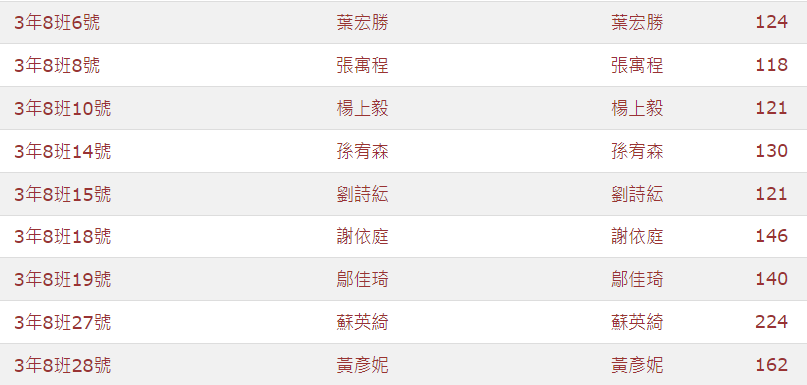 3年8班6號 葉宏勝 葉宏勝 124
3年8班8號 張寓程 張寓程 118
3年8班10號 楊上毅 楊上毅 121
3年8班14號 孫宥森 孫宥森 130
3年8班15號 劉詩紜 劉詩紜 121
3年8班18號 謝依庭 謝依庭 146
3年8班19號 鄔佳琦 鄔佳琦 140
3年8班27號 蘇英綺 蘇英綺 224
3年8班28號 黃彥妮 黃彥妮 162